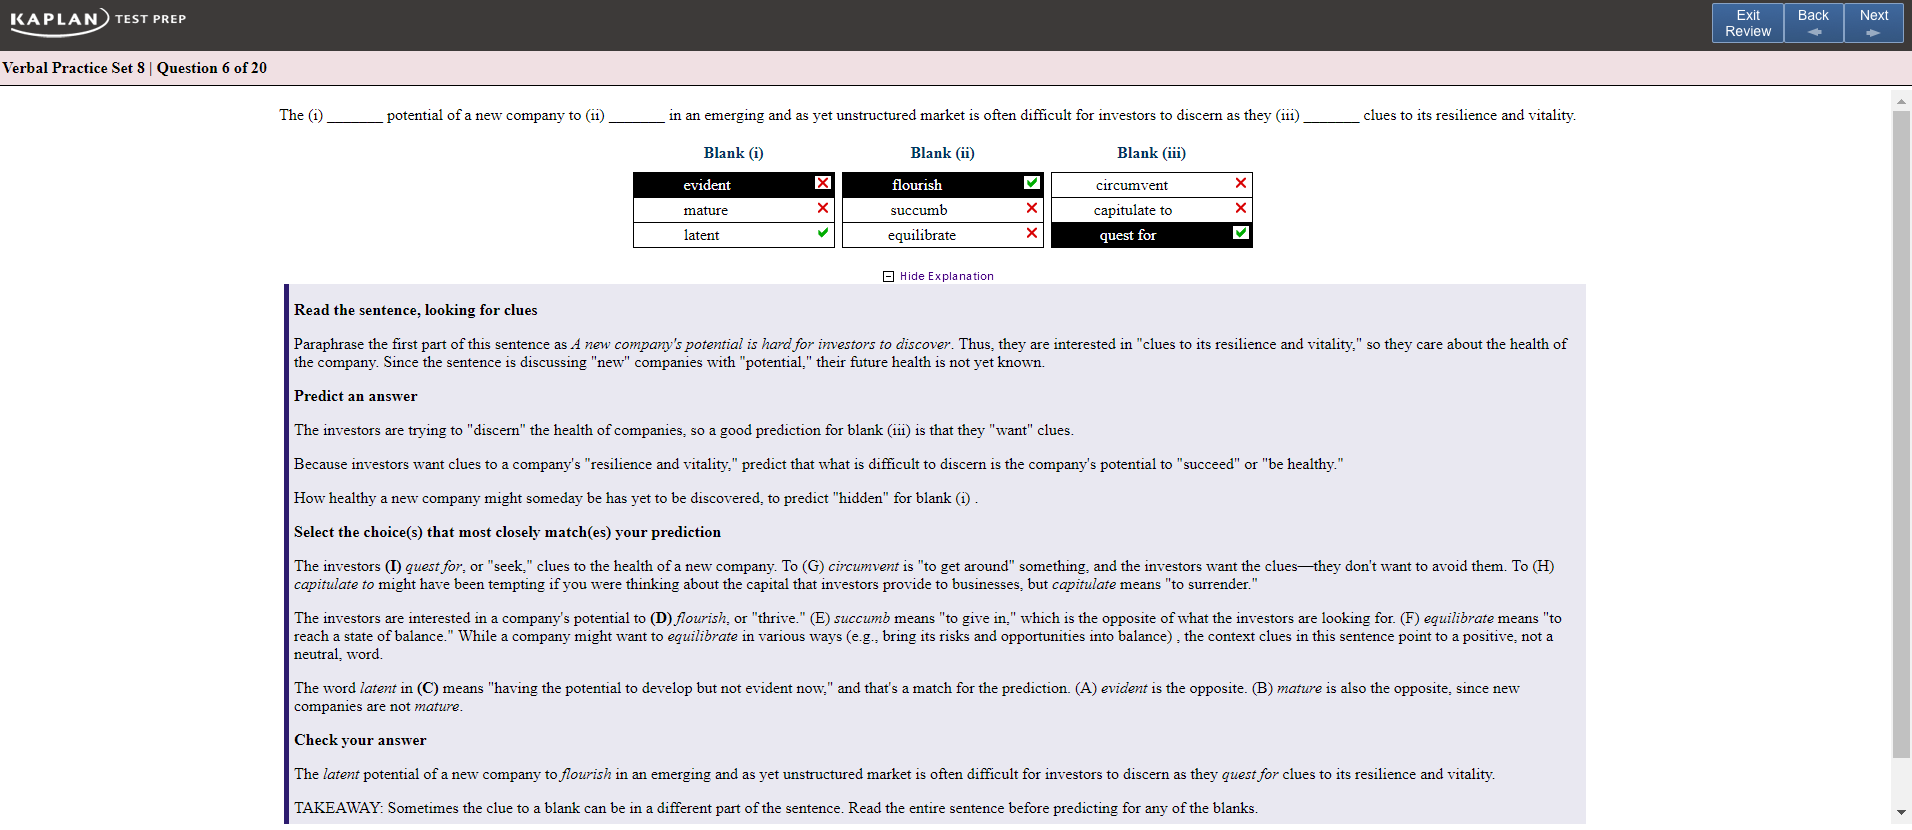 KAPLAN TEST PREP
Exit Review
Back
Next
Verbal Practice Set 8 | Question 6 of 20
The (i) _______ potential of a new company to (ii) _______ in an emerging and as yet unstructured market is often difficult for investors to discern as they (iii) _______ clues to its resilience and vitality.
Blank (i) Blank (ii) Blank (iii)
evident flourish circumvent
mature succumb capitulate to
latent equilibrate quest for
Hide Explanation
Read the sentence, looking for clues
Paraphrase the first part of this sentence as A new company's potential is hard for investors to discover. Thus, they are interested in "clues to its resilience and vitality," so they care about the health of
the company. Since the sentence is discussing "new" companies with "potential," their future health is not yet known.
Predict an answer
The investors are trying to "discern" the health of companies, so a good prediction for blank (iii) is that they "want" clues.
Because investors want clues to a company's "resilience and vitality," predict that what is difficult to discern is the company's potential to "succeed" or "be healthy."
How healthy a new company might someday be has yet to be discovered, to predict "hidden" for blank (i) .
Select the choice(s) that most closely match(es) your prediction
The investors (I) quest for, or "seek," clues to the health of a new company. To (G) circumvent is "to get around" something, and the investors want the clues—they don't want to avoid them. To (H)
capitulate to might have been tempting if you were thinking about the capital that investors provide to businesses, but capitulate means "to surrender."
The investors are interested in a company's potential to (D) flourish, or "thrive." (E) succumb means "to give in," which is the opposite of what the investors are looking for. (F) equilibrate means "to
reach a state of balance." While a company might want to equilibrate in various ways (e.g., bring its risks and opportunities into balance) , the context clues in this sentence point to a positive, not a
neutral, word.
The word latent in (C) means "having the potential to develop but not evident now," and that's a match for the prediction. (A) evident is the opposite. (B) mature is also the opposite, since new
companies are not mature.
Check your answer
The latent potential of a new company to flourish in an emerging and as yet unstructured market is often difficult for investors to discern as they quest for clues to its resilience and vitality.
TAKEAWAY: Sometimes the clue to a blank can be in a different part of the sentence. Read the entire sentence before predicting for any of the blanks.